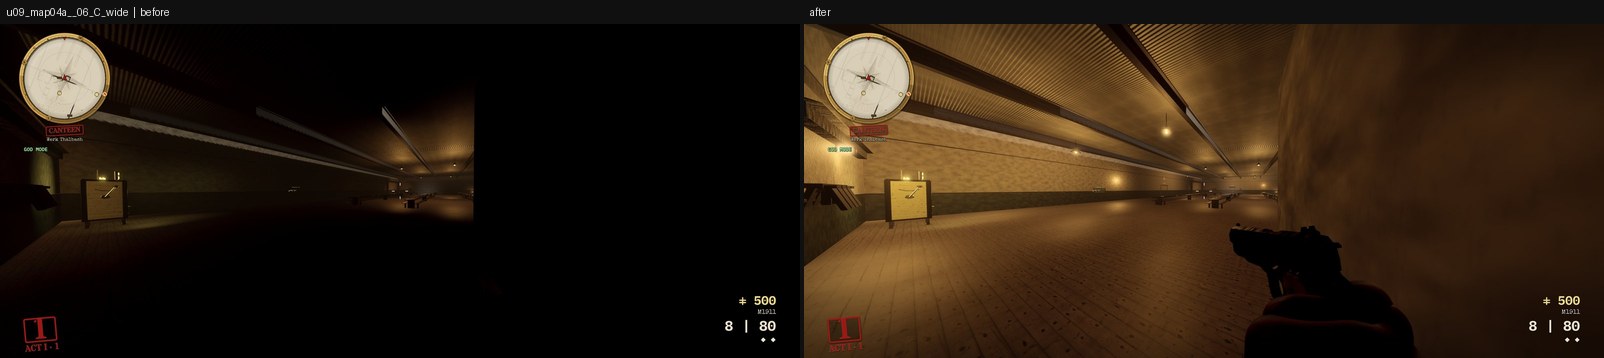 u09_map04a__06_C_wide | before
after
CANTEEN
GOD MODE
500
M1911
8 | 80
I
ACT I - 1
CANTEEN
GOD MODE
500
M1911
8 | 80
I
ACT I - 1